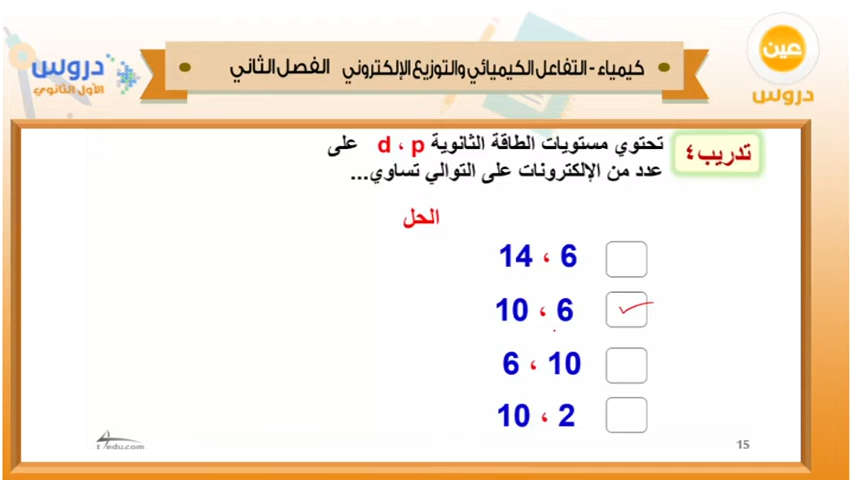 عين
دروس
كيمياء - التفاعل الكيميائي والتوزيع الإلكتروني الفصل الثاني
دروس
الأول الثانوي
تدريب ٤
تحتوي مستويات الطاقة الثانوية d ، p على
عدد من الإلكترونات على التوالي تساوي...
الحل
6 ، 14
6 ، 10
10 ، 6
2 ، 10
t4edu.com
15